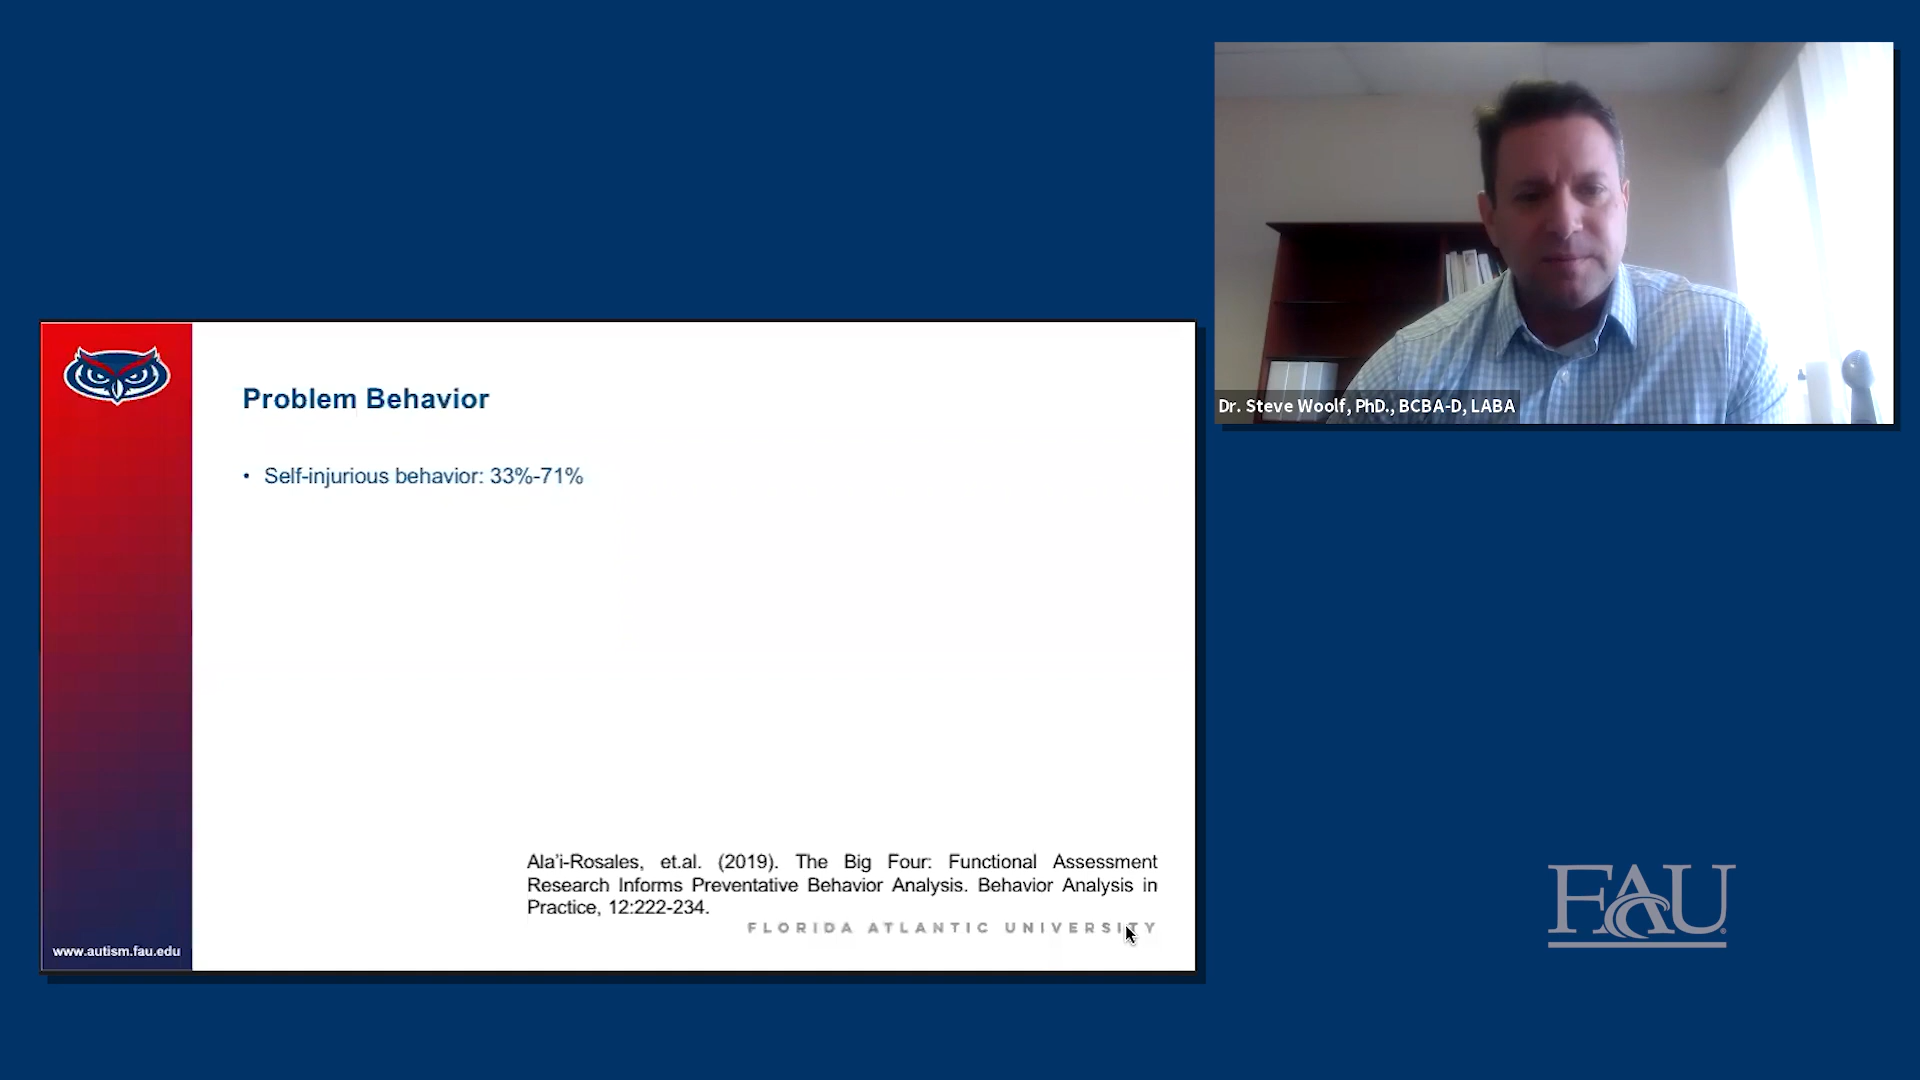 Dr. Steve Woolf, PhD., BCBA-D, LABA
Problem Behavior
• Self-injurious behavior: 33%-71%
Ala'i-Rosales, et.al. (2019). The Big Four: Functional Assessment
Research Informs Preventative Behavior Analysis. Behavior Analysis in
Practice, 12:222-234.
FLORIDA ATLANTIC UNIVERSITY
www.autism.fau.edu
FAU